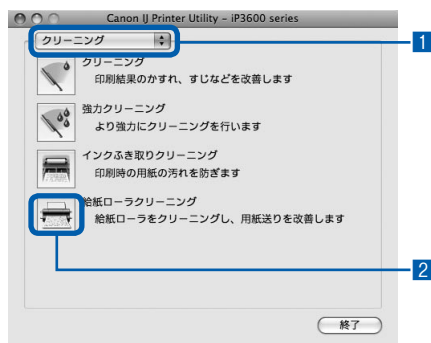 Canon IJ Printer Utility – iP3600 series
クリーニング
1
クリーニング
印刷結果のかすれ、すじなどを改善します
強力クリーニング
より強力にクリーニングを行います
インクふき取りクリーニング
印刷時の用紙の汚れを防ぎます
給紙ローラクリーニング
給紙ローラをクリーニングし、用紙送りを改善します
2
終了